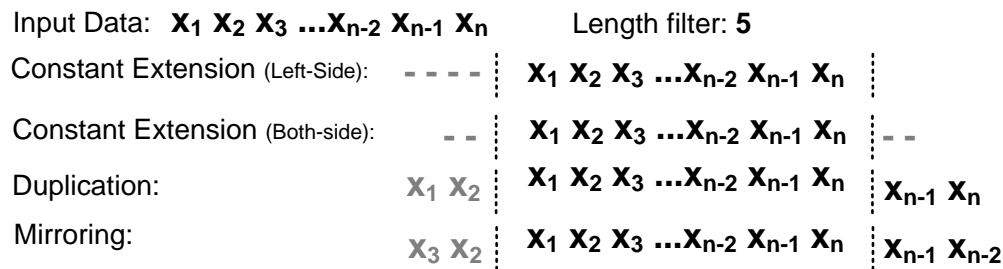 Input Data: x₁ x₂ x₃ ...xₙ₋₂ xₙ₋₁ xₙ Length filter: 5
Constant Extension (Left-Side): - - - - x₁ x₂ x₃ ...xₙ₋₂ xₙ₋₁ xₙ
Constant Extension (Both-side): - - x₁ x₂ x₃ ...xₙ₋₂ xₙ₋₁ xₙ - -
Duplication: x₁ x₂ x₁ x₂ x₃ ...xₙ₋₂ xₙ₋₁ xₙ xₙ₋₁ xₙ
Mirroring: x₃ x₂ x₁ x₂ x₃ ...xₙ₋₂ xₙ₋₁ xₙ xₙ₋₁ xₙ₋₂